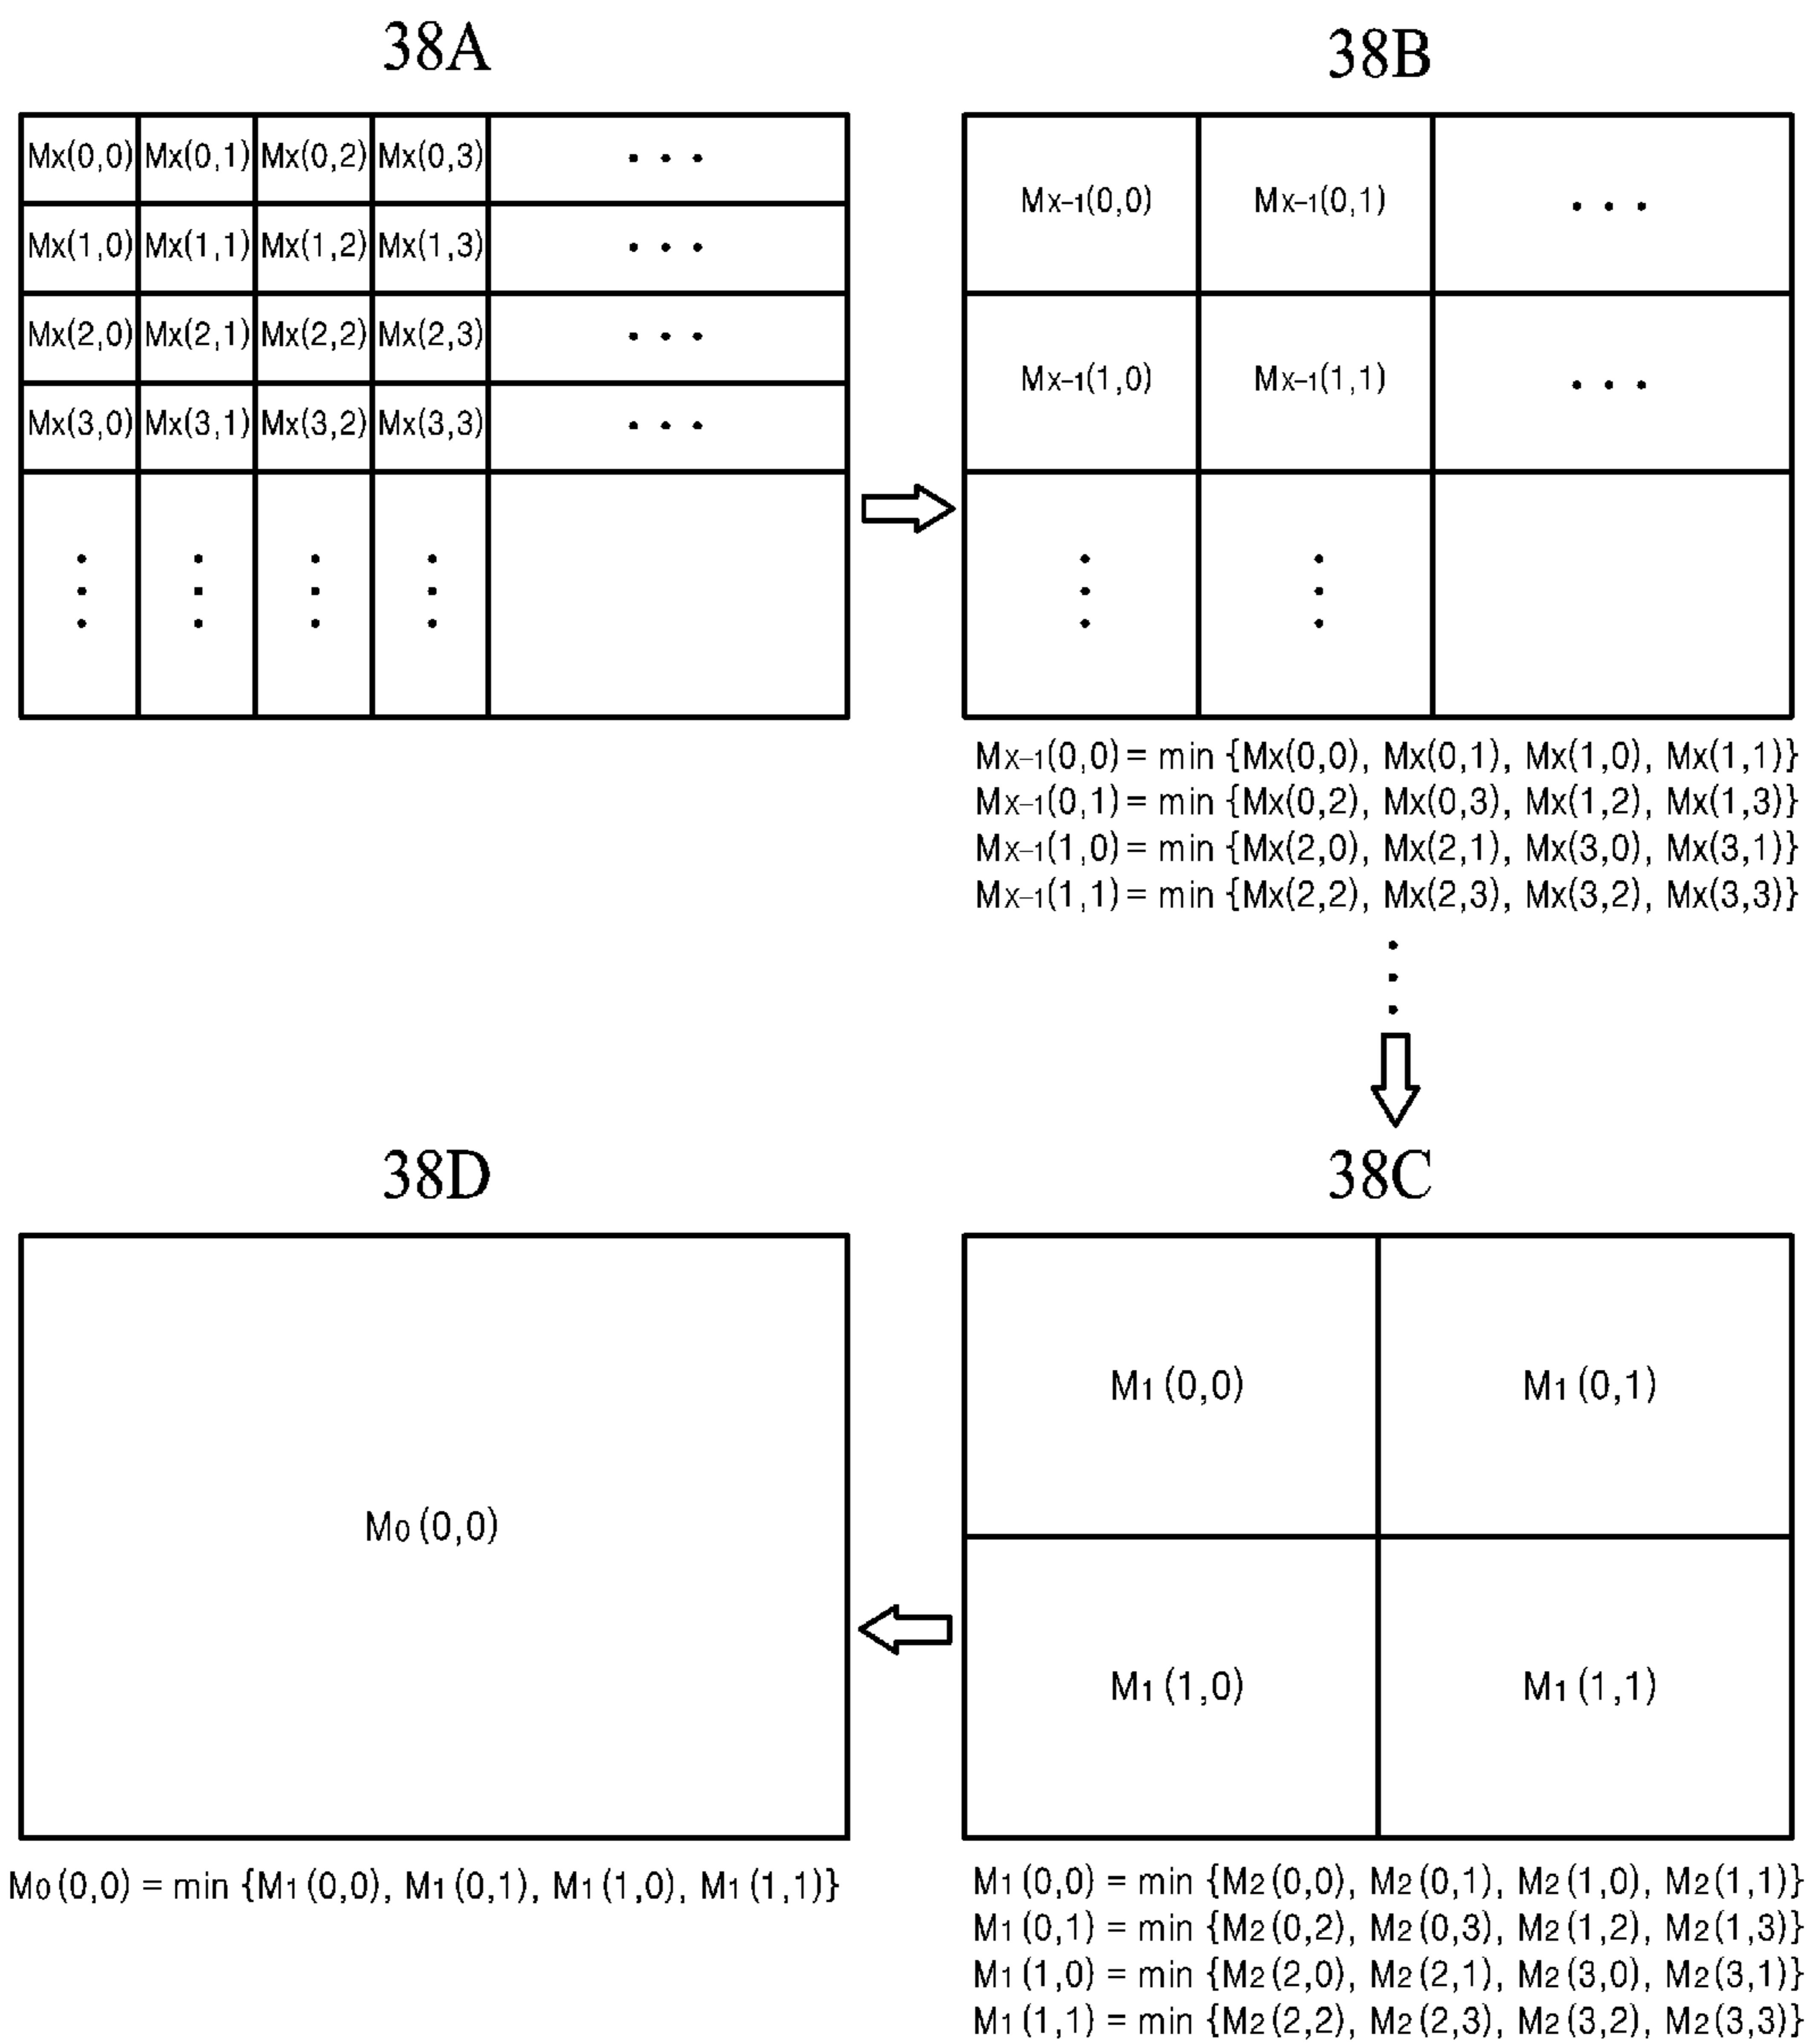 38A
Mx(0,0) Mx(0,1) Mx(0,2) Mx(0,3) • • •
Mx(1,0) Mx(1,1) Mx(1,2) Mx(1,3) • • •
Mx(2,0) Mx(2,1) Mx(2,2) Mx(2,3) • • •
Mx(3,0) Mx(3,1) Mx(3,2) Mx(3,3) • • •
38B
Mx-1(0,0) Mx-1(0,1) • • •
Mx-1(1,0) Mx-1(1,1) • • •
Mx-1(0,0) = min {Mx(0,0), Mx(0,1), Mx(1,0), Mx(1,1)}
Mx-1(0,1) = min {Mx(0,2), Mx(0,3), Mx(1,2), Mx(1,3)}
Mx-1(1,0) = min {Mx(2,0), Mx(2,1), Mx(3,0), Mx(3,1)}
Mx-1(1,1) = min {Mx(2,2), Mx(2,3), Mx(3,2), Mx(3,3)}
38C
M1 (0,0) M1 (0,1)
M1 (1,0) M1 (1,1)
M1 (0,0) = min {M2 (0,0), M2 (0,1), M2 (1,0), M2 (1,1)}
M1 (0,1) = min {M2 (0,2), M2 (0,3), M2 (1,2), M2 (1,3)}
M1 (1,0) = min {M2 (2,0), M2 (2,1), M2 (3,0), M2 (3,1)}
M1 (1,1) = min {M2 (2,2), M2 (2,3), M2 (3,2), M2 (3,3)}
38D
M0 (0,0)
M0 (0,0) = min {M1 (0,0), M1 (0,1), M1 (1,0), M1 (1,1)}